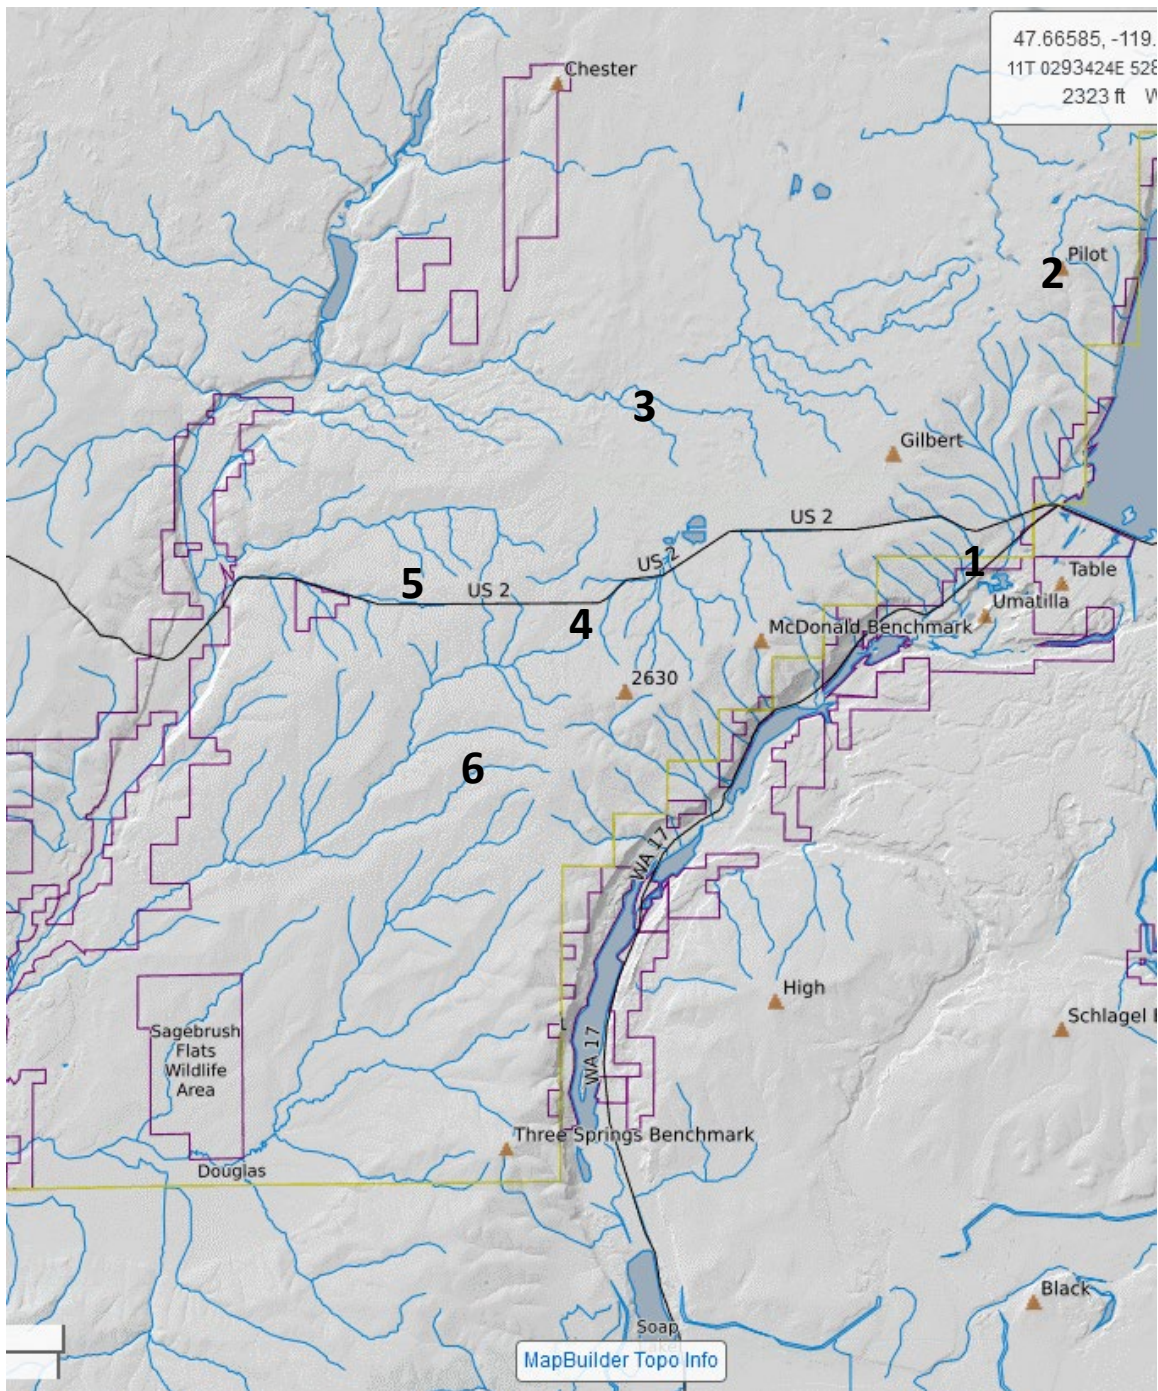 Chester
47.66585, -119.
11T 0293424E 528
2323 ft
Pilot
2
3
Gilbert
US 2
US 2
1
Table
5
US 2
4
Umatilla
McDonald Benchmark
2630
6
WA 17
High
Schlagel
Sagebrush
Flats
Wildlife
Area
WA 17
Three Springs Benchmark
Douglas
Black
Soap
MapBuilder Topo Info